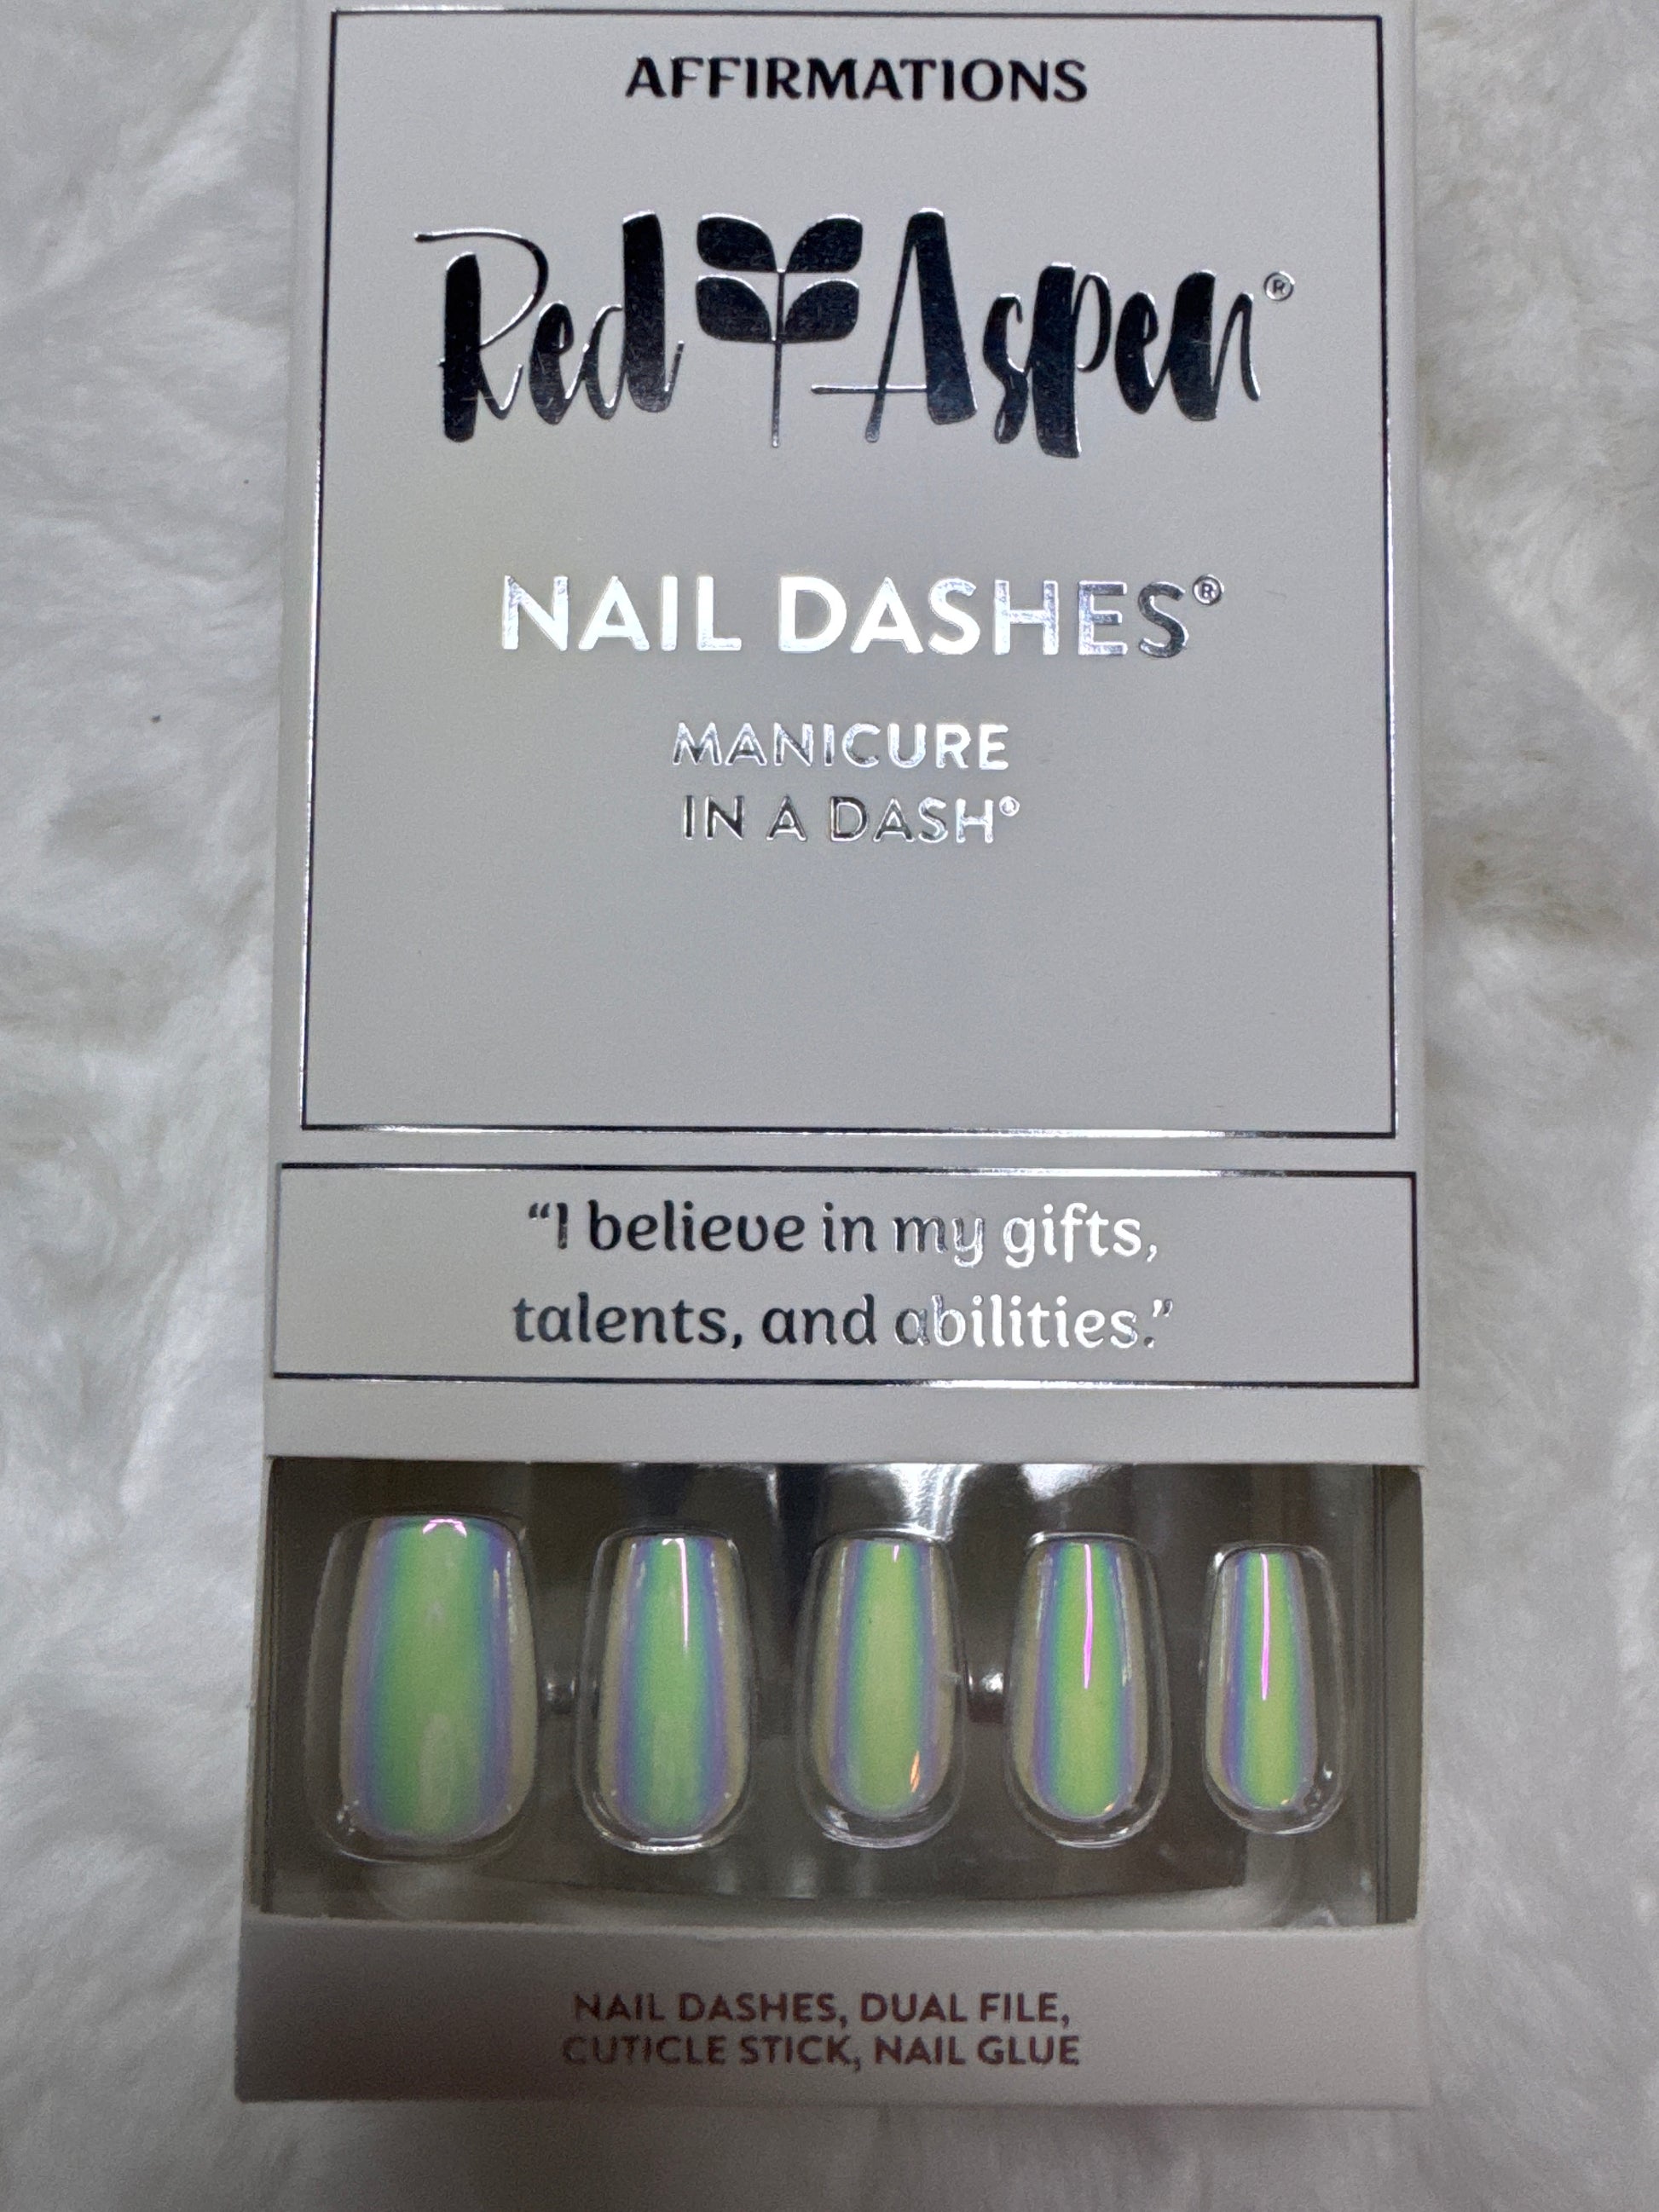 AFFIRMATIONS
Red Aspen®
NAIL DASHES®
MANICURE
IN A DASH®
“I believe in my gifts,
talents, and abilities.”
NAIL DASHES, DUAL FILE,
CUTICLE STICK, NAIL GLUE